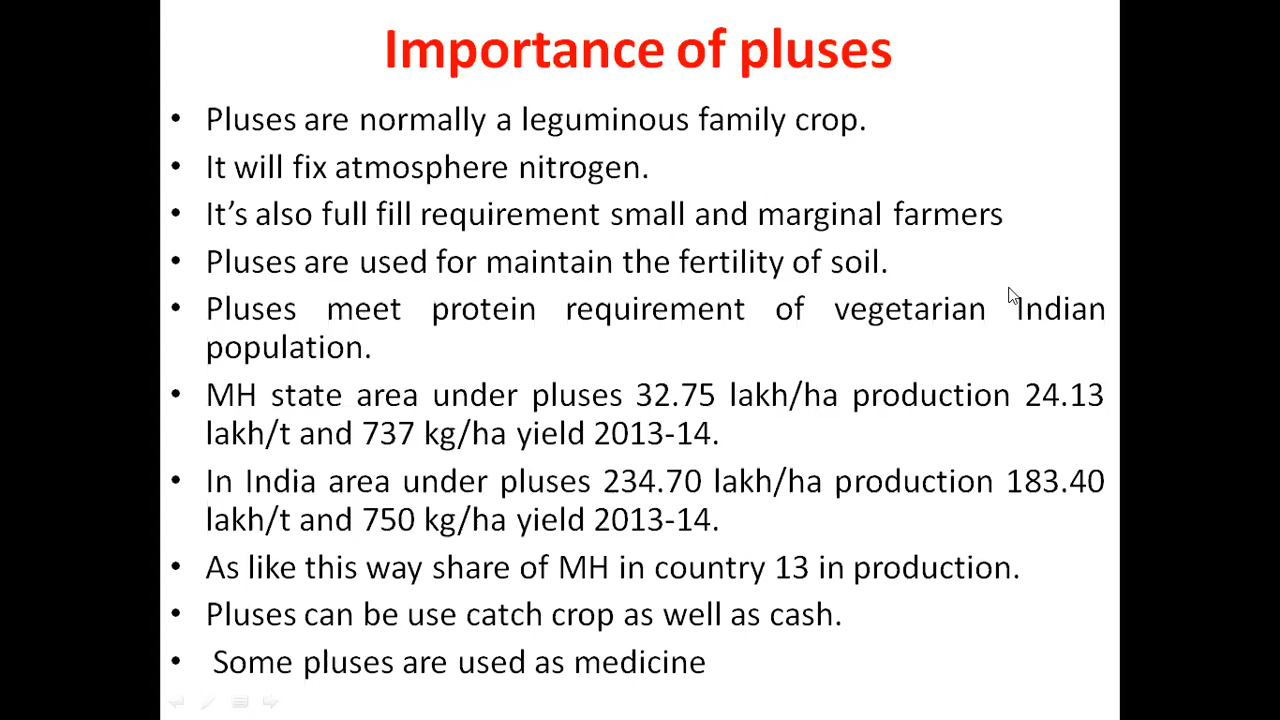 Importance of pluses
• Pluses are normally a leguminous family crop.
• It will fix atmosphere nitrogen.
• It’s also full fill requirement small and marginal farmers
• Pluses are used for maintain the fertility of soil.
• Pluses meet protein requirement of vegetarian Indian
population.
• MH state area under pluses 32.75 lakh/ha production 24.13
lakh/t and 737 kg/ha yield 2013-14.
• In India area under pluses 234.70 lakh/ha production 183.40
lakh/t and 750 kg/ha yield 2013-14.
• As like this way share of MH in country 13 in production.
• Pluses can be use catch crop as well as cash.
• Some pluses are used as medicine